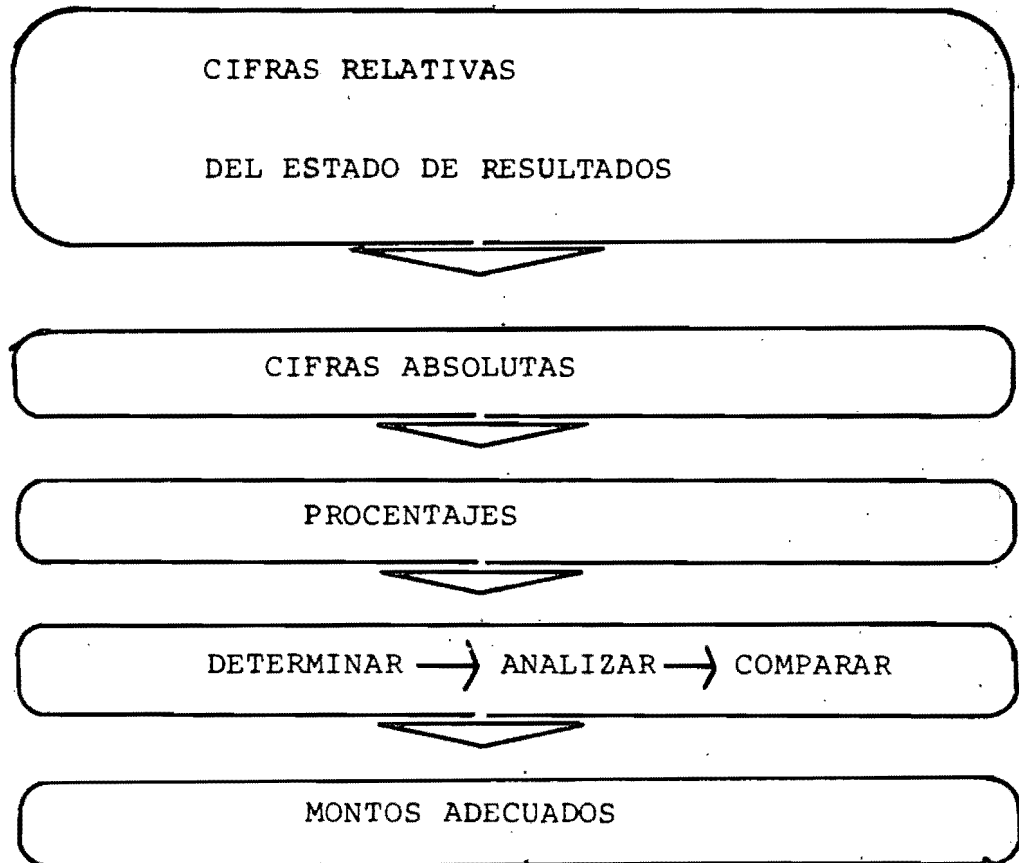 CIFRAS RELATIVAS
DEL ESTADO DE RESULTADOS
CIFRAS ABSOLUTAS
PROCENTAJES
DETERMINAR → ANALIZAR → COMPARAR
MONTOS ADECUADOS